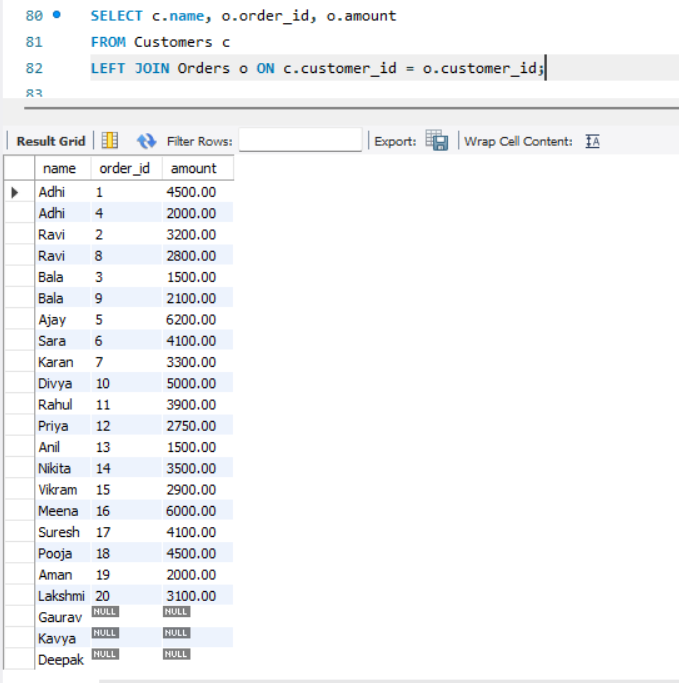 80 SELECT c.name, o.order_id, o.amount
81 FROM Customers c
82 LEFT JOIN Orders o ON c.customer_id = o.customer_id;
83
Result Grid Filter Rows: Export: Wrap Cell Content: IA
name order_id amount
Adhi 1 4500.00
Adhi 4 2000.00
Ravi 2 3200.00
Ravi 8 2800.00
Bala 3 1500.00
Bala 9 2100.00
Ajay 5 6200.00
Sara 6 4100.00
Karan 7 3300.00
Divya 10 5000.00
Rahul 11 3900.00
Priya 12 2750.00
Anil 13 1500.00
Nikita 14 3500.00
Vikram 15 2900.00
Meena 16 6000.00
Suresh 17 4100.00
Pooja 18 4500.00
Aman 19 2000.00
Lakshmi 20 3100.00
Gaurav NULL NULL
Kavya NULL NULL
Deepak NULL NULL